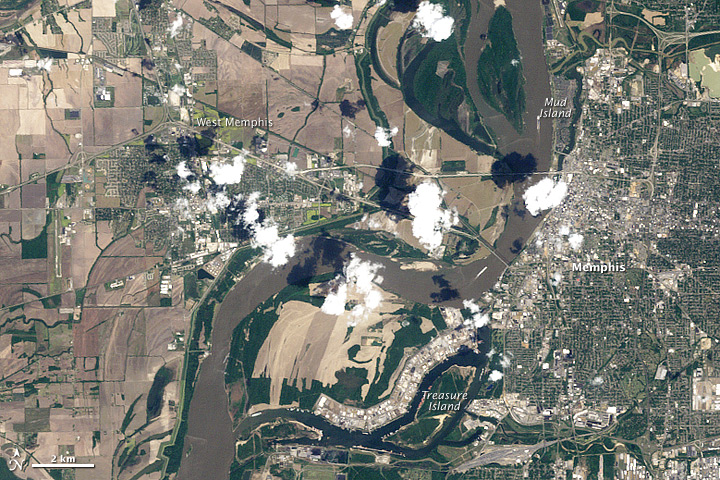 Mud
Island
West Memphis
Memphis
Treasure
Island
N
2 km